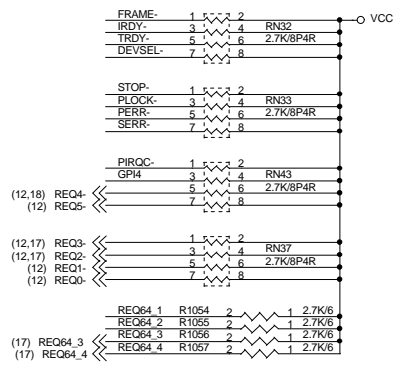 FRAME- 1 2 VCC
IRDY- 3 4 RN32
TRDY- 5 6 2.7K/8P4R
DEVSEL- 7 8
STOP- 1 2
PLOCK- 3 4 RN33
PERR- 5 6 2.7K/8P4R
SERR- 7 8
PIRQC- 1 2
GPI4 3 4 RN43
(12,18) REQ4- 5 6 2.7K/8P4R
(12) REQ5- 7 8
(12,17) REQ3- 1 2
(12,17) REQ2- 3 4 RN37
(12) REQ1- 5 6 2.7K/8P4R
(12) REQ0- 7 8
REQ64_1 R1054 2 1 2.7K/6
REQ64_2 R1055 2 1 2.7K/6
(17) REQ64_3 REQ64_3 R1056 2 1 2.7K/6
(17) REQ64_4 REQ64_4 R1057 2 1 2.7K/6